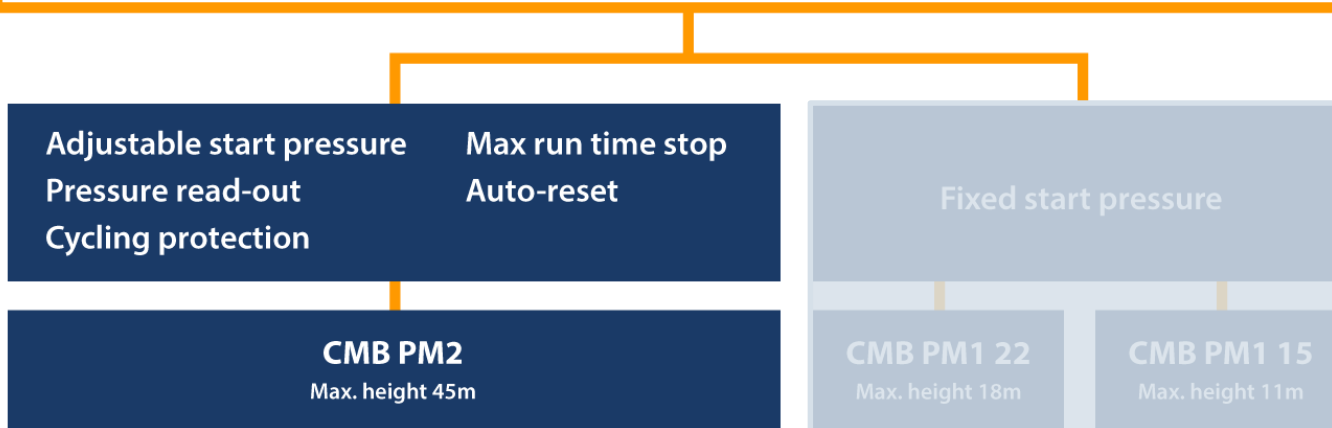 Adjustable start pressure
Pressure read-out
Cycling protection
Max run time stop
Auto-reset
Fixed start pressure
CMB PM2
Max. height 45m
CMB PM1 22
Max. height 18m
CMB PM1 15
Max. height 11m